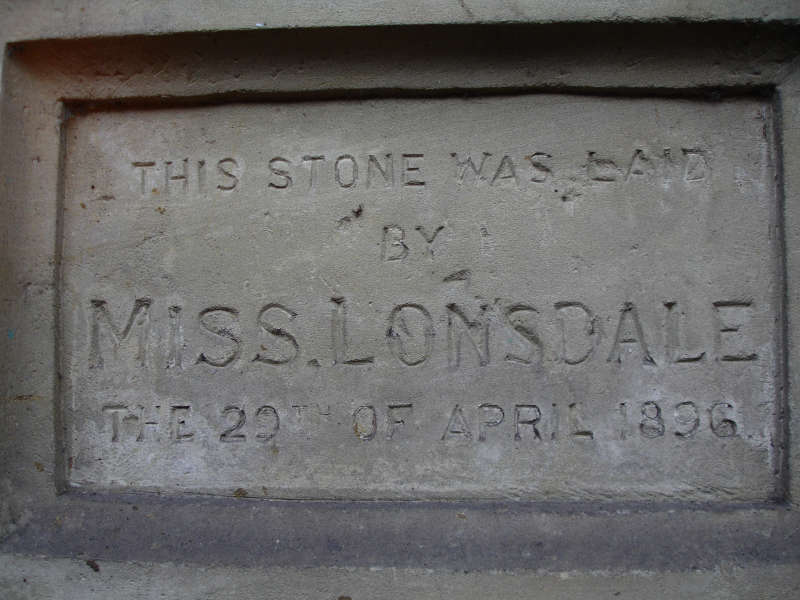 THIS STONE WAS LAID
BY
MISS. LONSDALE
THE 29TH OF APRIL 1896